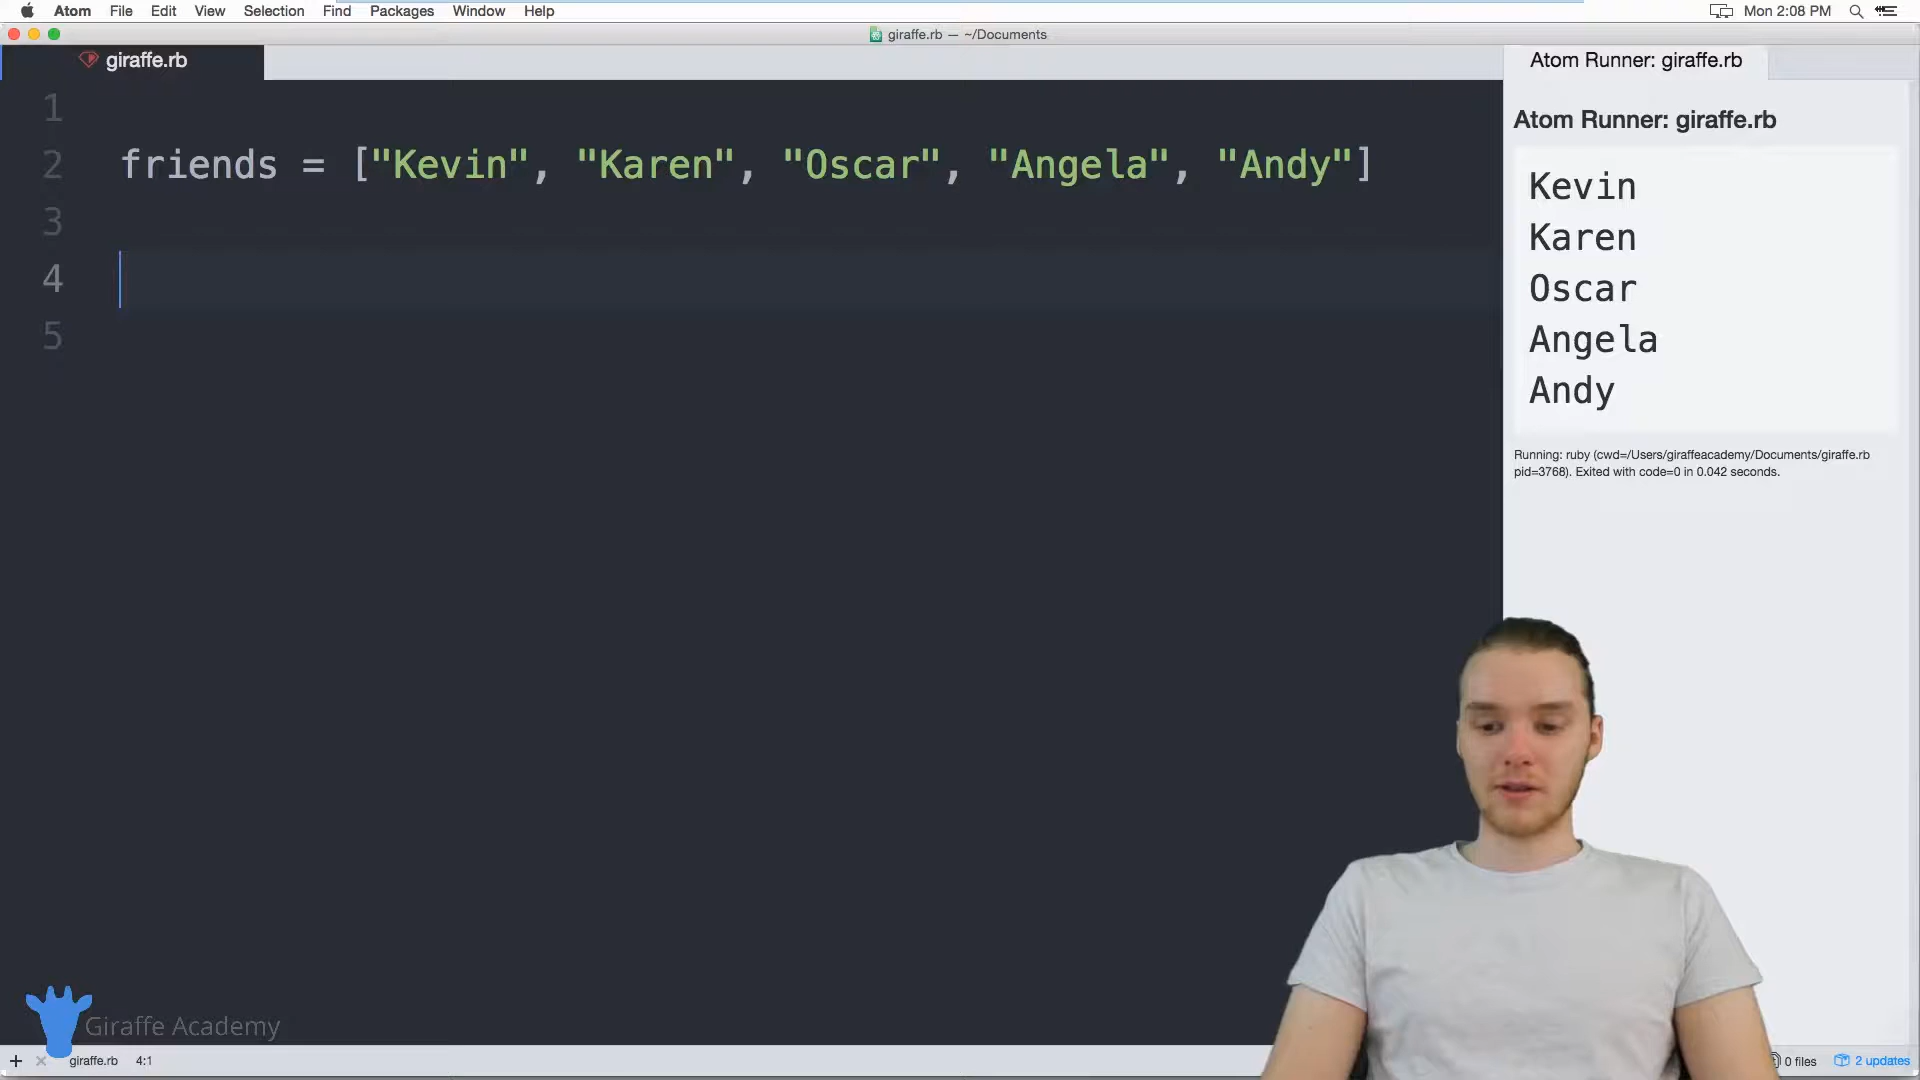 Atom File Edit View Selection Find Packages Window Help Mon 2:08 PM
giraffe.rb — ~/Documents
giraffe.rb
Atom Runner: giraffe.rb
1
2 friends = ["Kevin", "Karen", "Oscar", "Angela", "Andy"]
3
4
5
Atom Runner: giraffe.rb
Kevin
Karen
Oscar
Angela
Andy
Running: ruby (cwd=/Users/giraffeacademy/Documents/giraffe.rb
pid=3768). Exited with code=0 in 0.042 seconds.
Giraffe Academy
giraffe.rb 4:1 0 files 2 updates